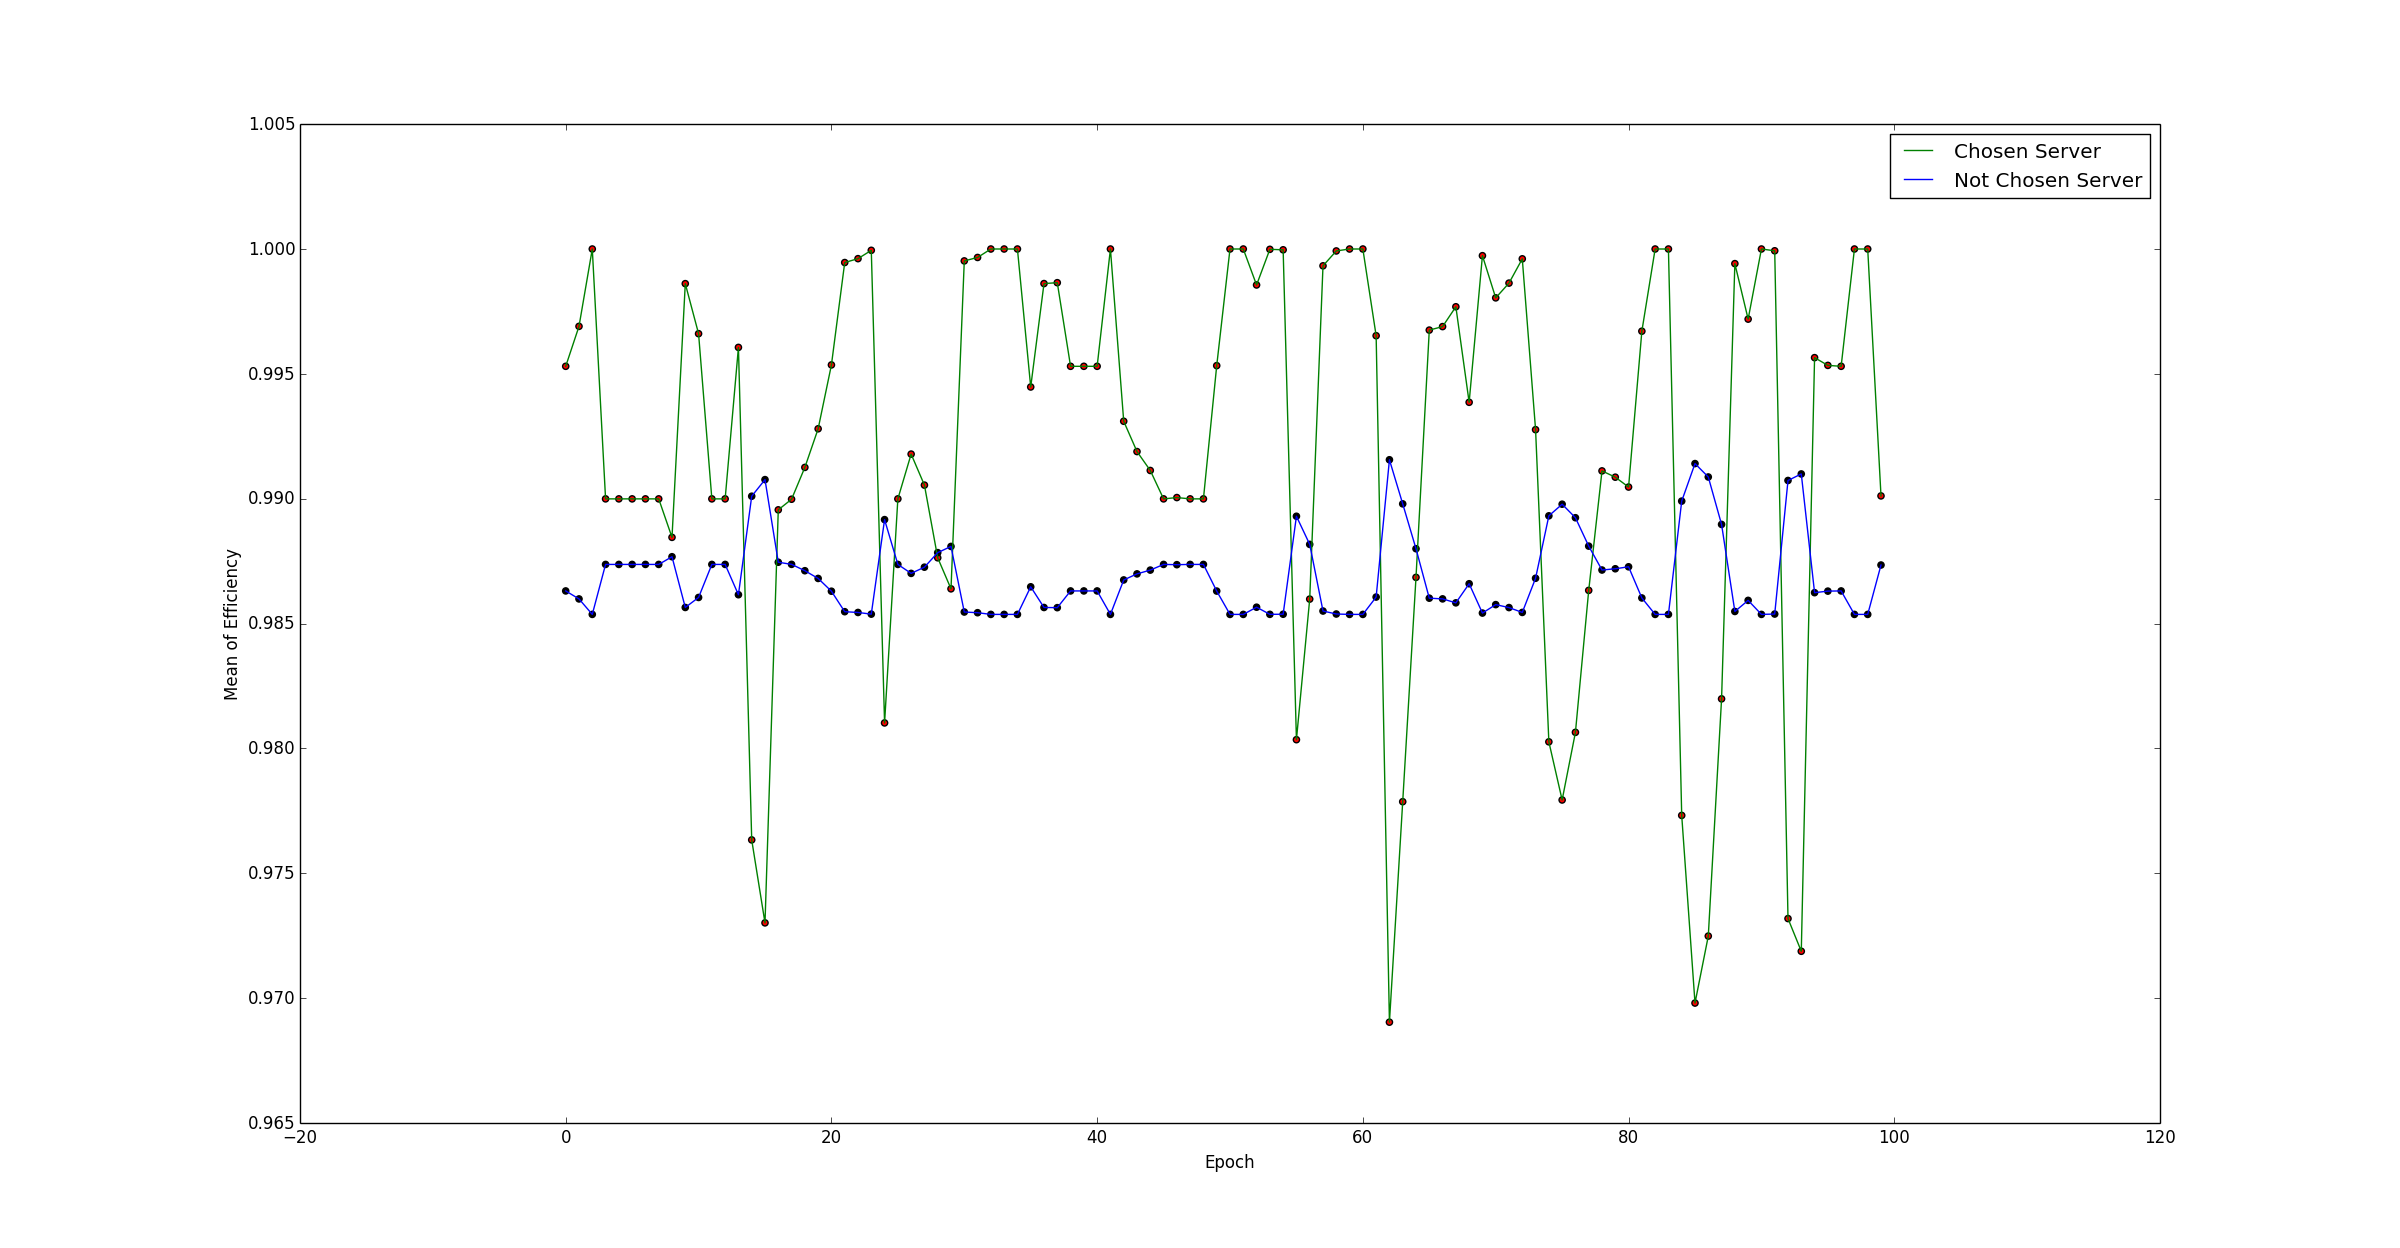 1.005
1.000
0.995
0.990
0.985
0.980
0.975
0.970
0.965
Mean of Efficiency
Chosen Server
Not Chosen Server
−20 0 20 40 60 80 100 120
Epoch